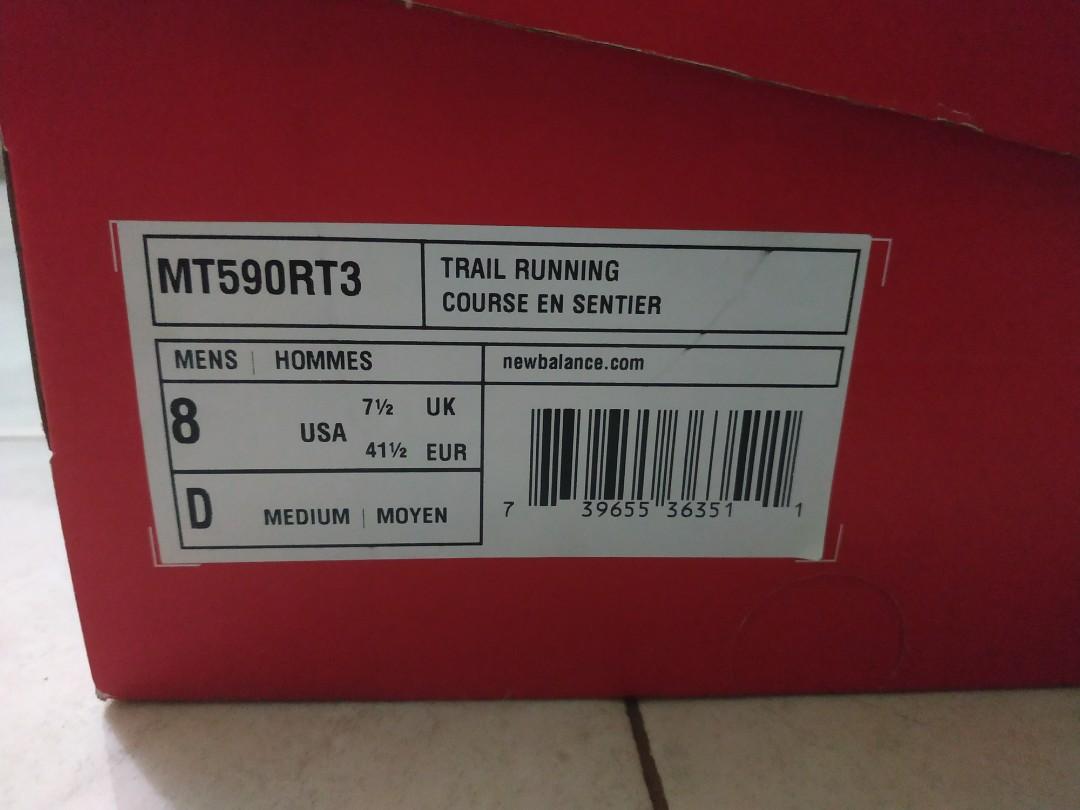 MT590RT3
TRAIL RUNNING
COURSE EN SENTIER
MENS | HOMMES
newbalance.com
8 USA 7½ UK
41½ EUR
D MEDIUM | MOYEN
7 39655 36351 1